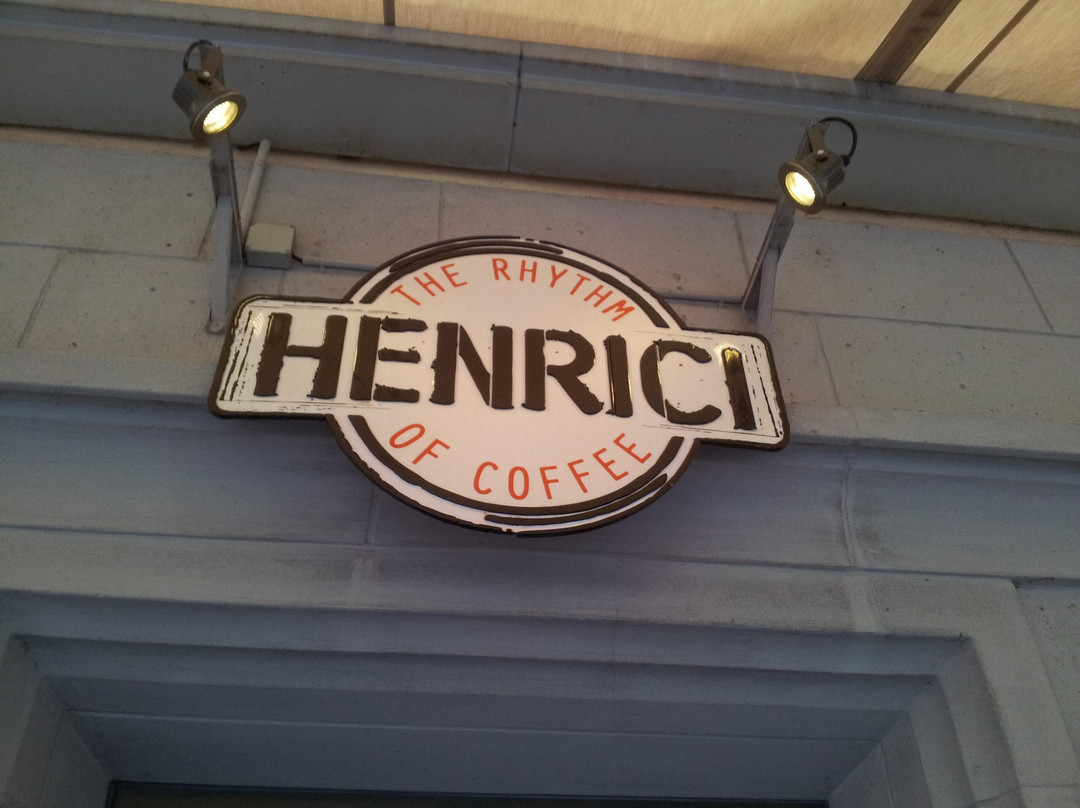 THE RHYTHM
HENRICI
OF COFFEE